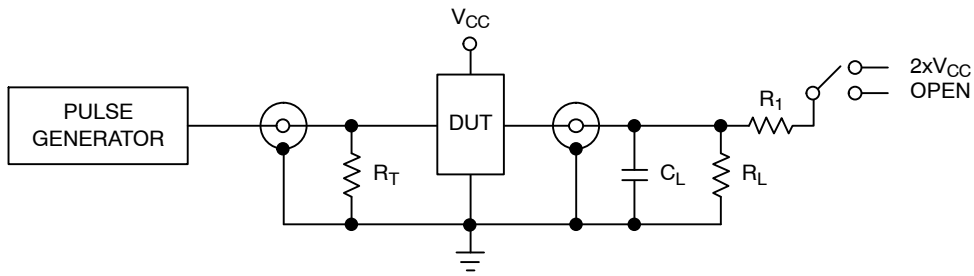 V_CC
PULSE
GENERATOR
R_T
DUT
C_L
R_L
R_1
2xV_CC
OPEN